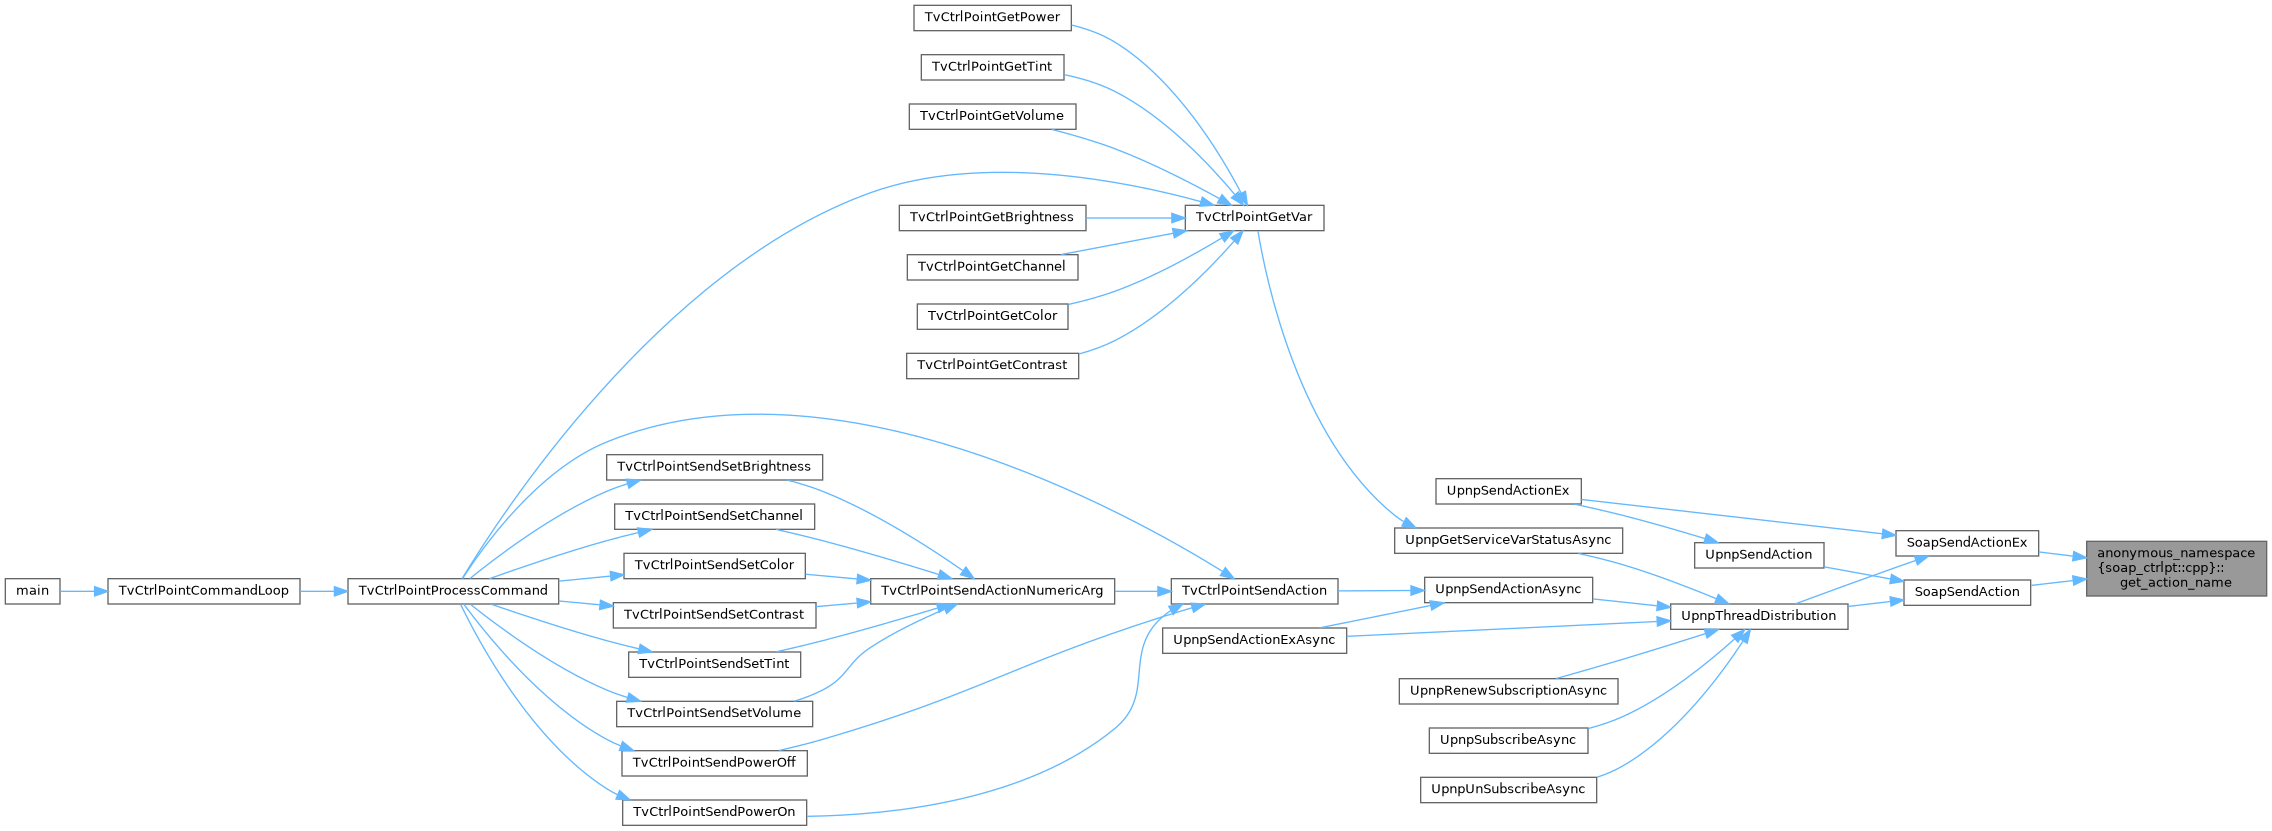 TvCtrlPointGetPower
TvCtrlPointGetTint
TvCtrlPointGetVolume
TvCtrlPointGetBrightness
TvCtrlPointGetVar
TvCtrlPointGetChannel
TvCtrlPointGetColor
TvCtrlPointGetContrast
TvCtrlPointSendSetBrightness
UpnpSendActionEx
TvCtrlPointSendSetChannel
UpnpGetServiceVarStatusAsync
SoapSendActionEx
UpnpSendAction
anonymous_namespace
{soap_ctrlpt::cpp}::
get_action_name
TvCtrlPointSendSetColor
main
TvCtrlPointCommandLoop
TvCtrlPointProcessCommand
TvCtrlPointSendActionNumericArg
TvCtrlPointSendAction
UpnpSendActionAsync
SoapSendAction
TvCtrlPointSendSetContrast
UpnpThreadDistribution
UpnpSendActionExAsync
TvCtrlPointSendSetTint
UpnpRenewSubscriptionAsync
TvCtrlPointSendSetVolume
UpnpSubscribeAsync
TvCtrlPointSendPowerOff
UpnpUnSubscribeAsync
TvCtrlPointSendPowerOn